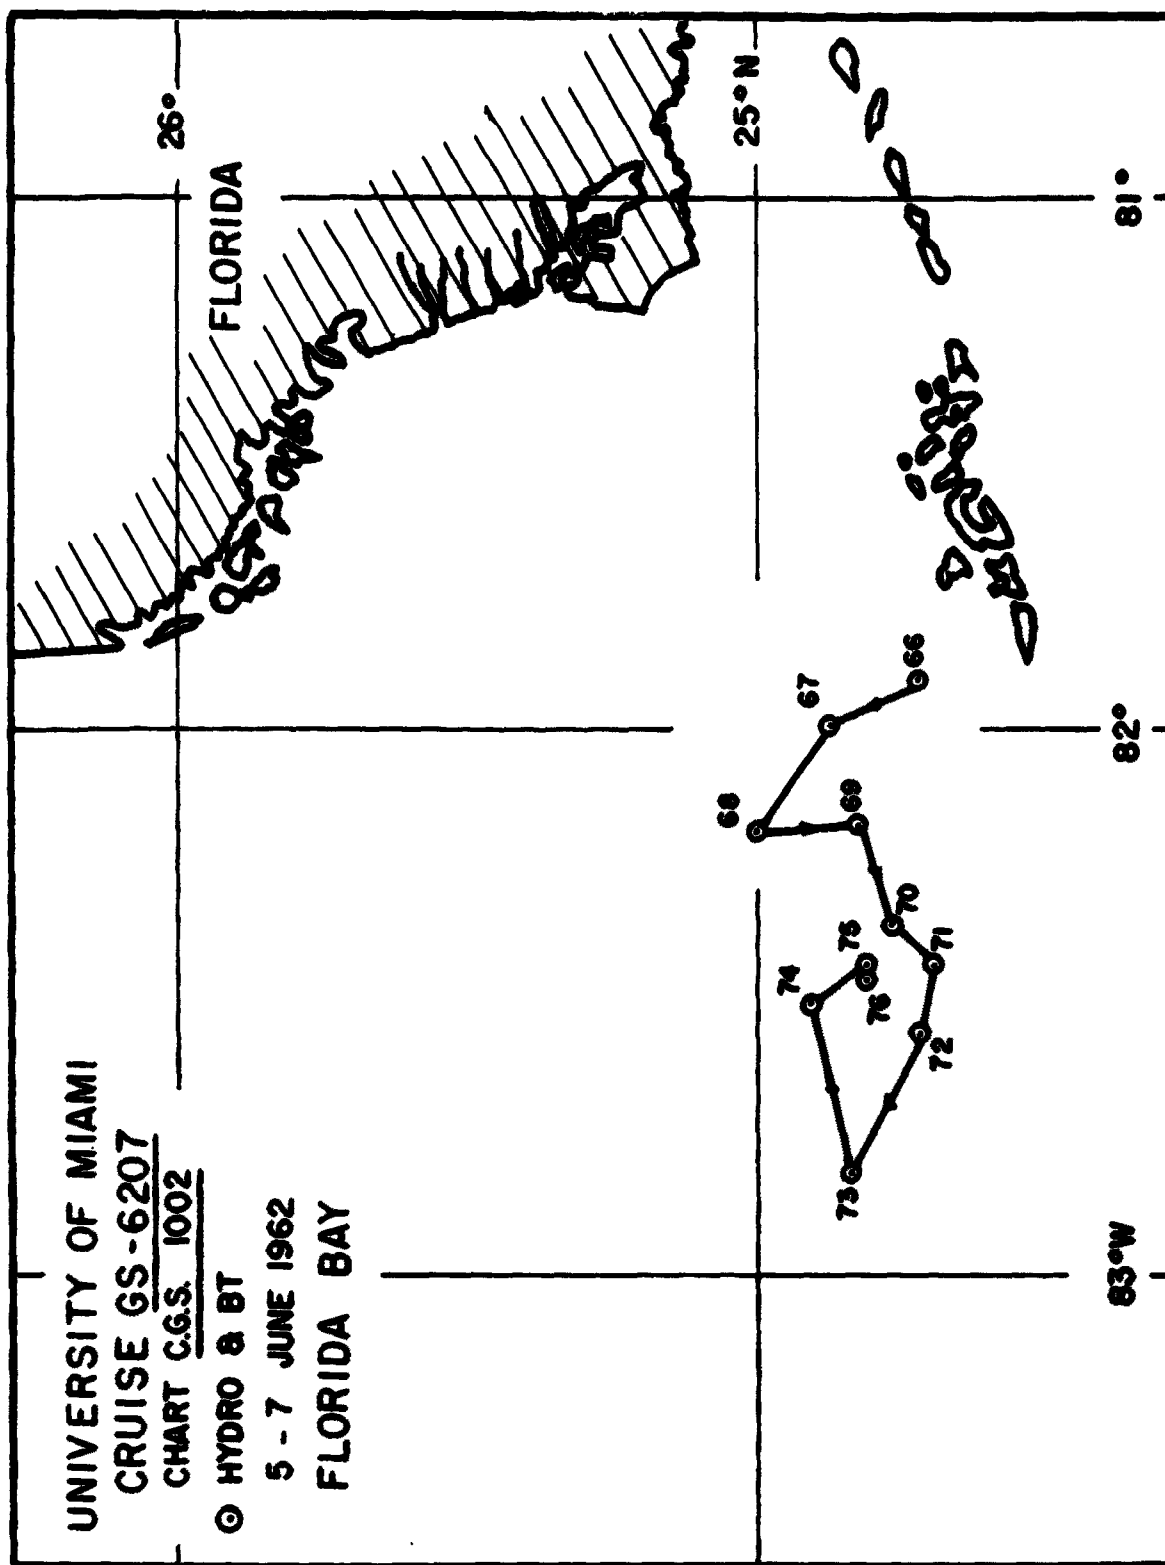 UNIVERSITY OF MIAMI
CRUISE GS-6207
CHART C.G.S. 1002
HYDRO & BT
5 - 7 JUNE 1962
FLORIDA BAY
26°
FLORIDA
25° N
68
67
66
69
70
71
72
73
74
75
76
83°W
82°
81°